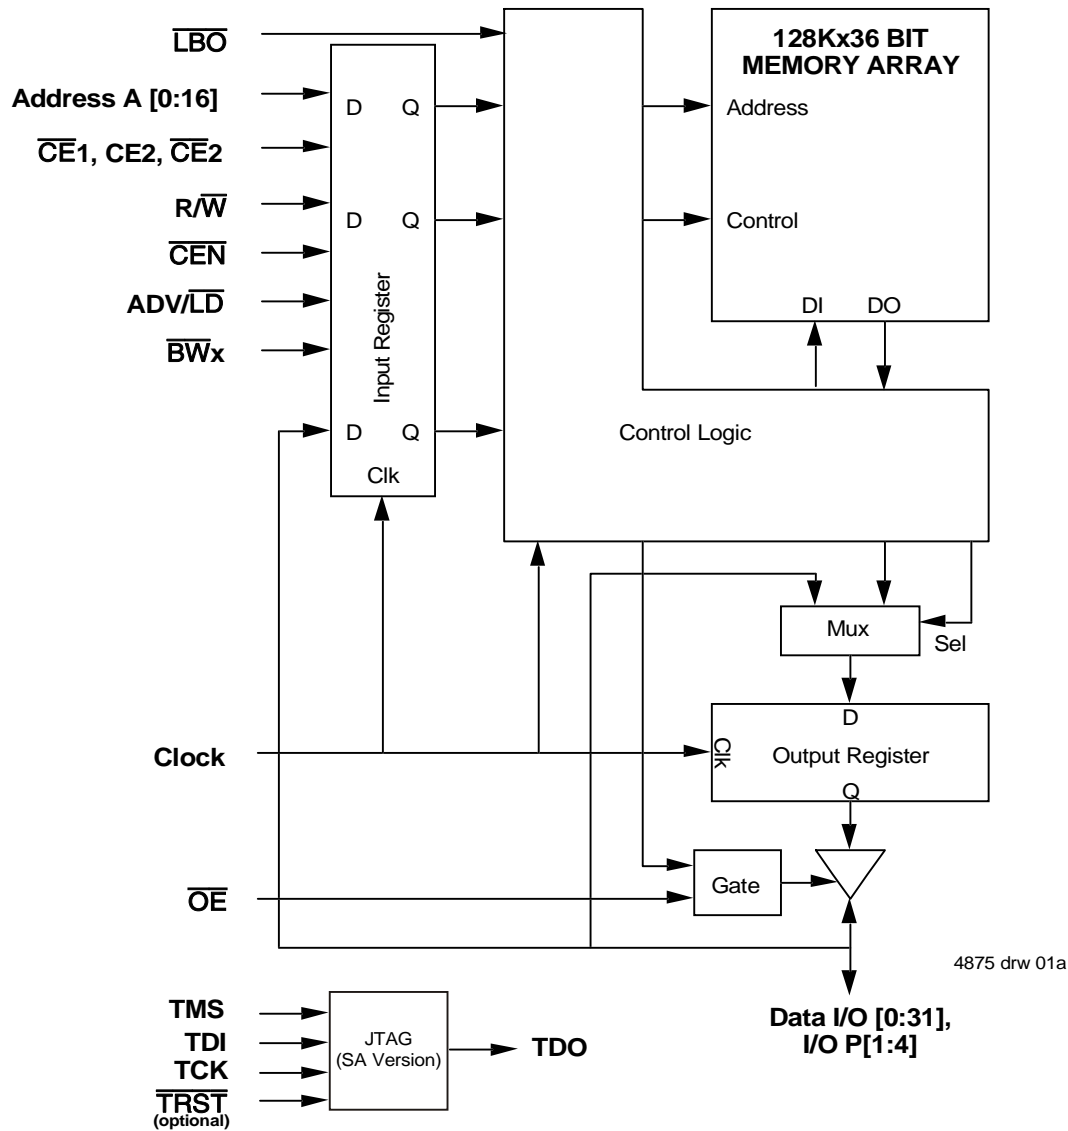 LBO
128Kx36 BIT
MEMORY ARRAY
Address A [0:16]
D Q
Address
CE1, CE2, CE2
R/W
D Q
Control
CEN
ADV/LD
Input Register
DI DO
BWx
D Q
Control Logic
Clk
Mux
Sel
D
Clock
Clk
Output Register
Q
Gate
OE
4875 drw 01a
Data I/O [0:31],
I/O P[1:4]
TMS
TDI
TCK
TRST
(optional)
JTAG
(SA Version)
TDO